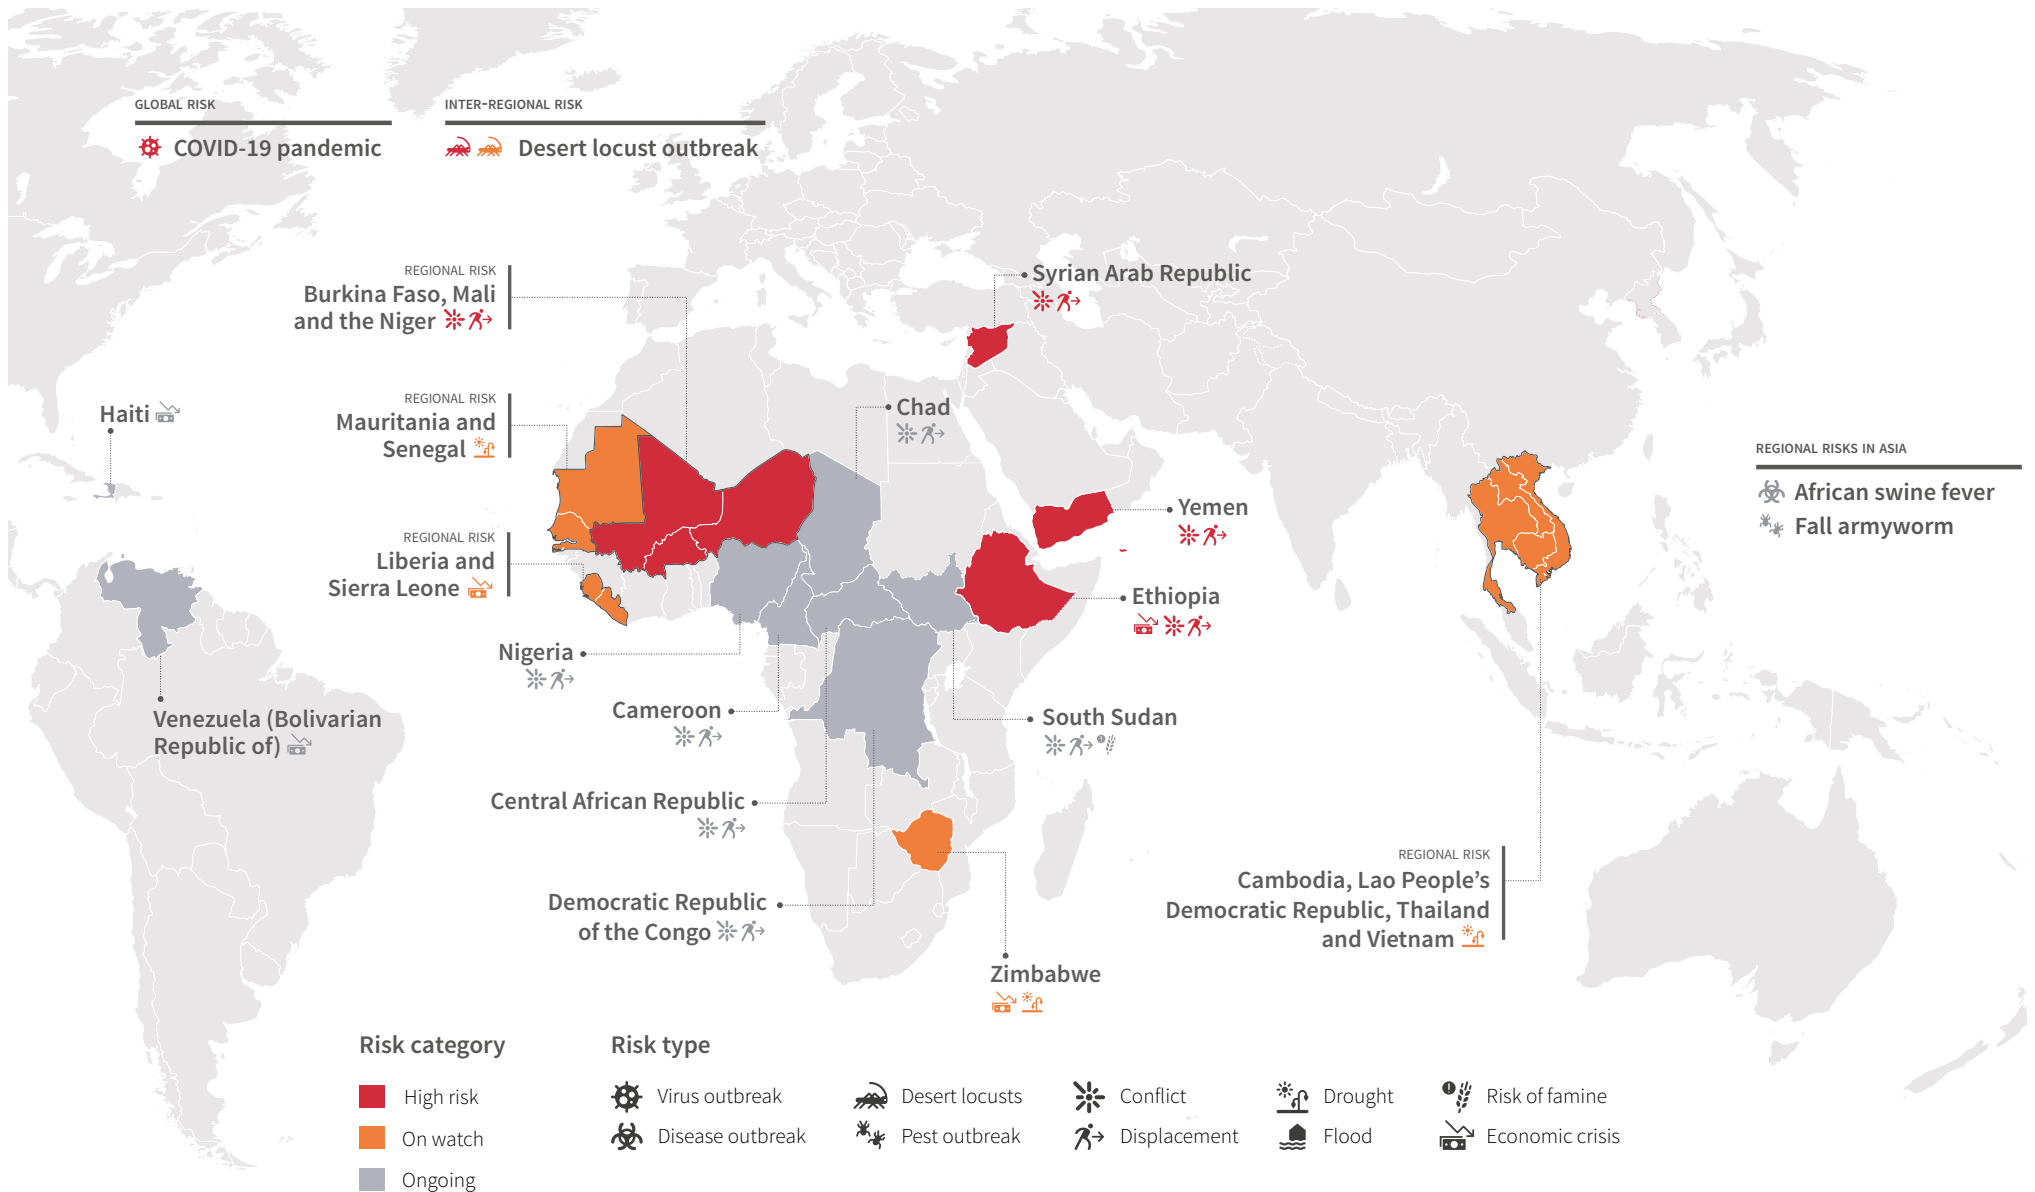 GLOBAL RISK
COVID-19 pandemic
INTER-REGIONAL RISK
Desert locust outbreak
REGIONAL RISK
Burkina Faso, Mali
and the Niger
Syrian Arab Republic
REGIONAL RISK
Mauritania and
Senegal
Haiti
Chad
REGIONAL RISKS IN ASIA
African swine fever
Fall armyworm
Yemen
REGIONAL RISK
Liberia and
Sierra Leone
Ethiopia
Nigeria
Cameroon
South Sudan
Venezuela (Bolivarian
Republic of)
Central African Republic
Democratic Republic
of the Congo
REGIONAL RISK
Cambodia, Lao People’s
Democratic Republic, Thailand
and Vietnam
Zimbabwe
Risk category
High risk
On watch
Ongoing
Risk type
Virus outbreak
Desert locusts
Conflict
Drought
Risk of famine
Disease outbreak
Pest outbreak
Displacement
Flood
Economic crisis